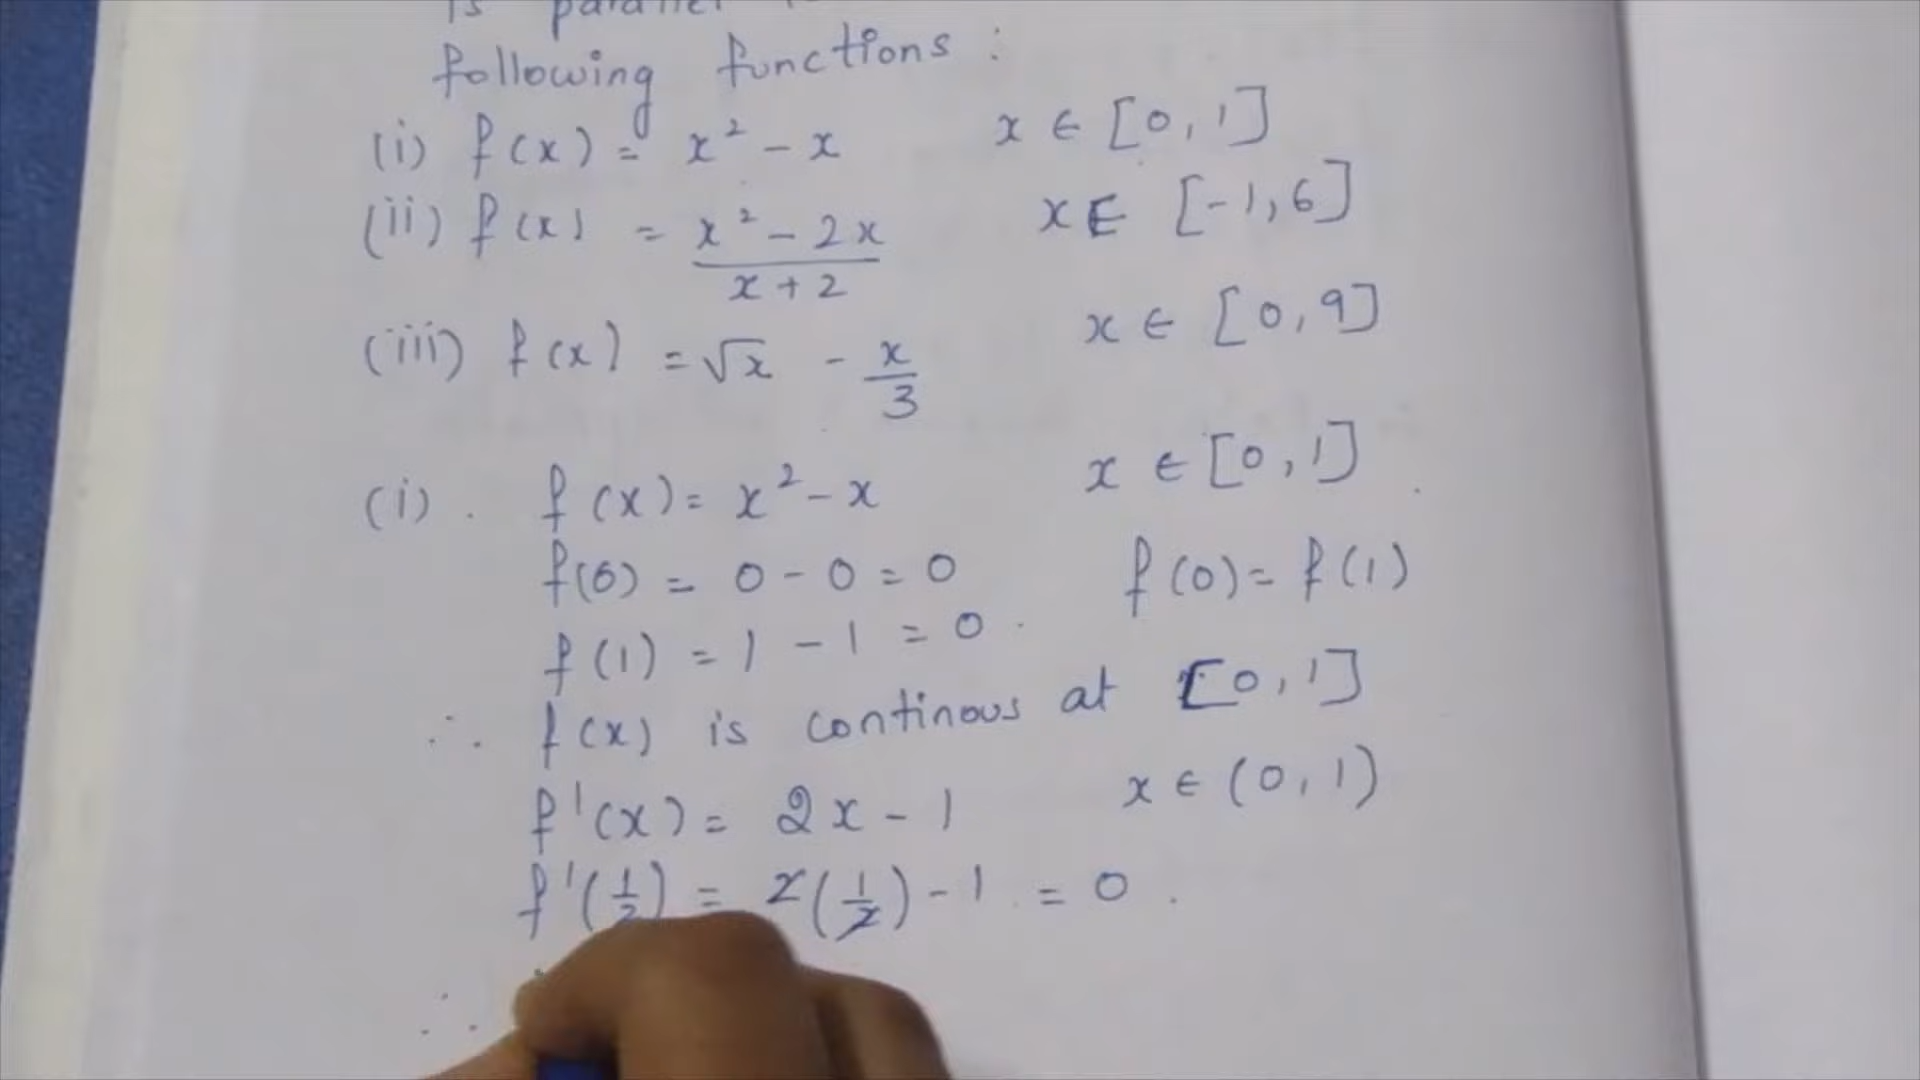 is parallel
following functions :
(i) f(x) = x² - x x ∈ [0, 1]
(ii) f(x) = x² - 2x / x + 2 x ∈ [-1, 6]
(iii) f(x) = √x - x/3 x ∈ [0, 9]
(i). f(x) = x² - x x ∈ [0, 1]
f(0) = 0 - 0 = 0 f(0) = f(1)
f(1) = 1 - 1 = 0.
∴ f(x) is continous at [0, 1]
f'(x) = 2x - 1 x ∈ (0, 1)
f'(1/2) = 2(1/2) - 1 = 0.
∴